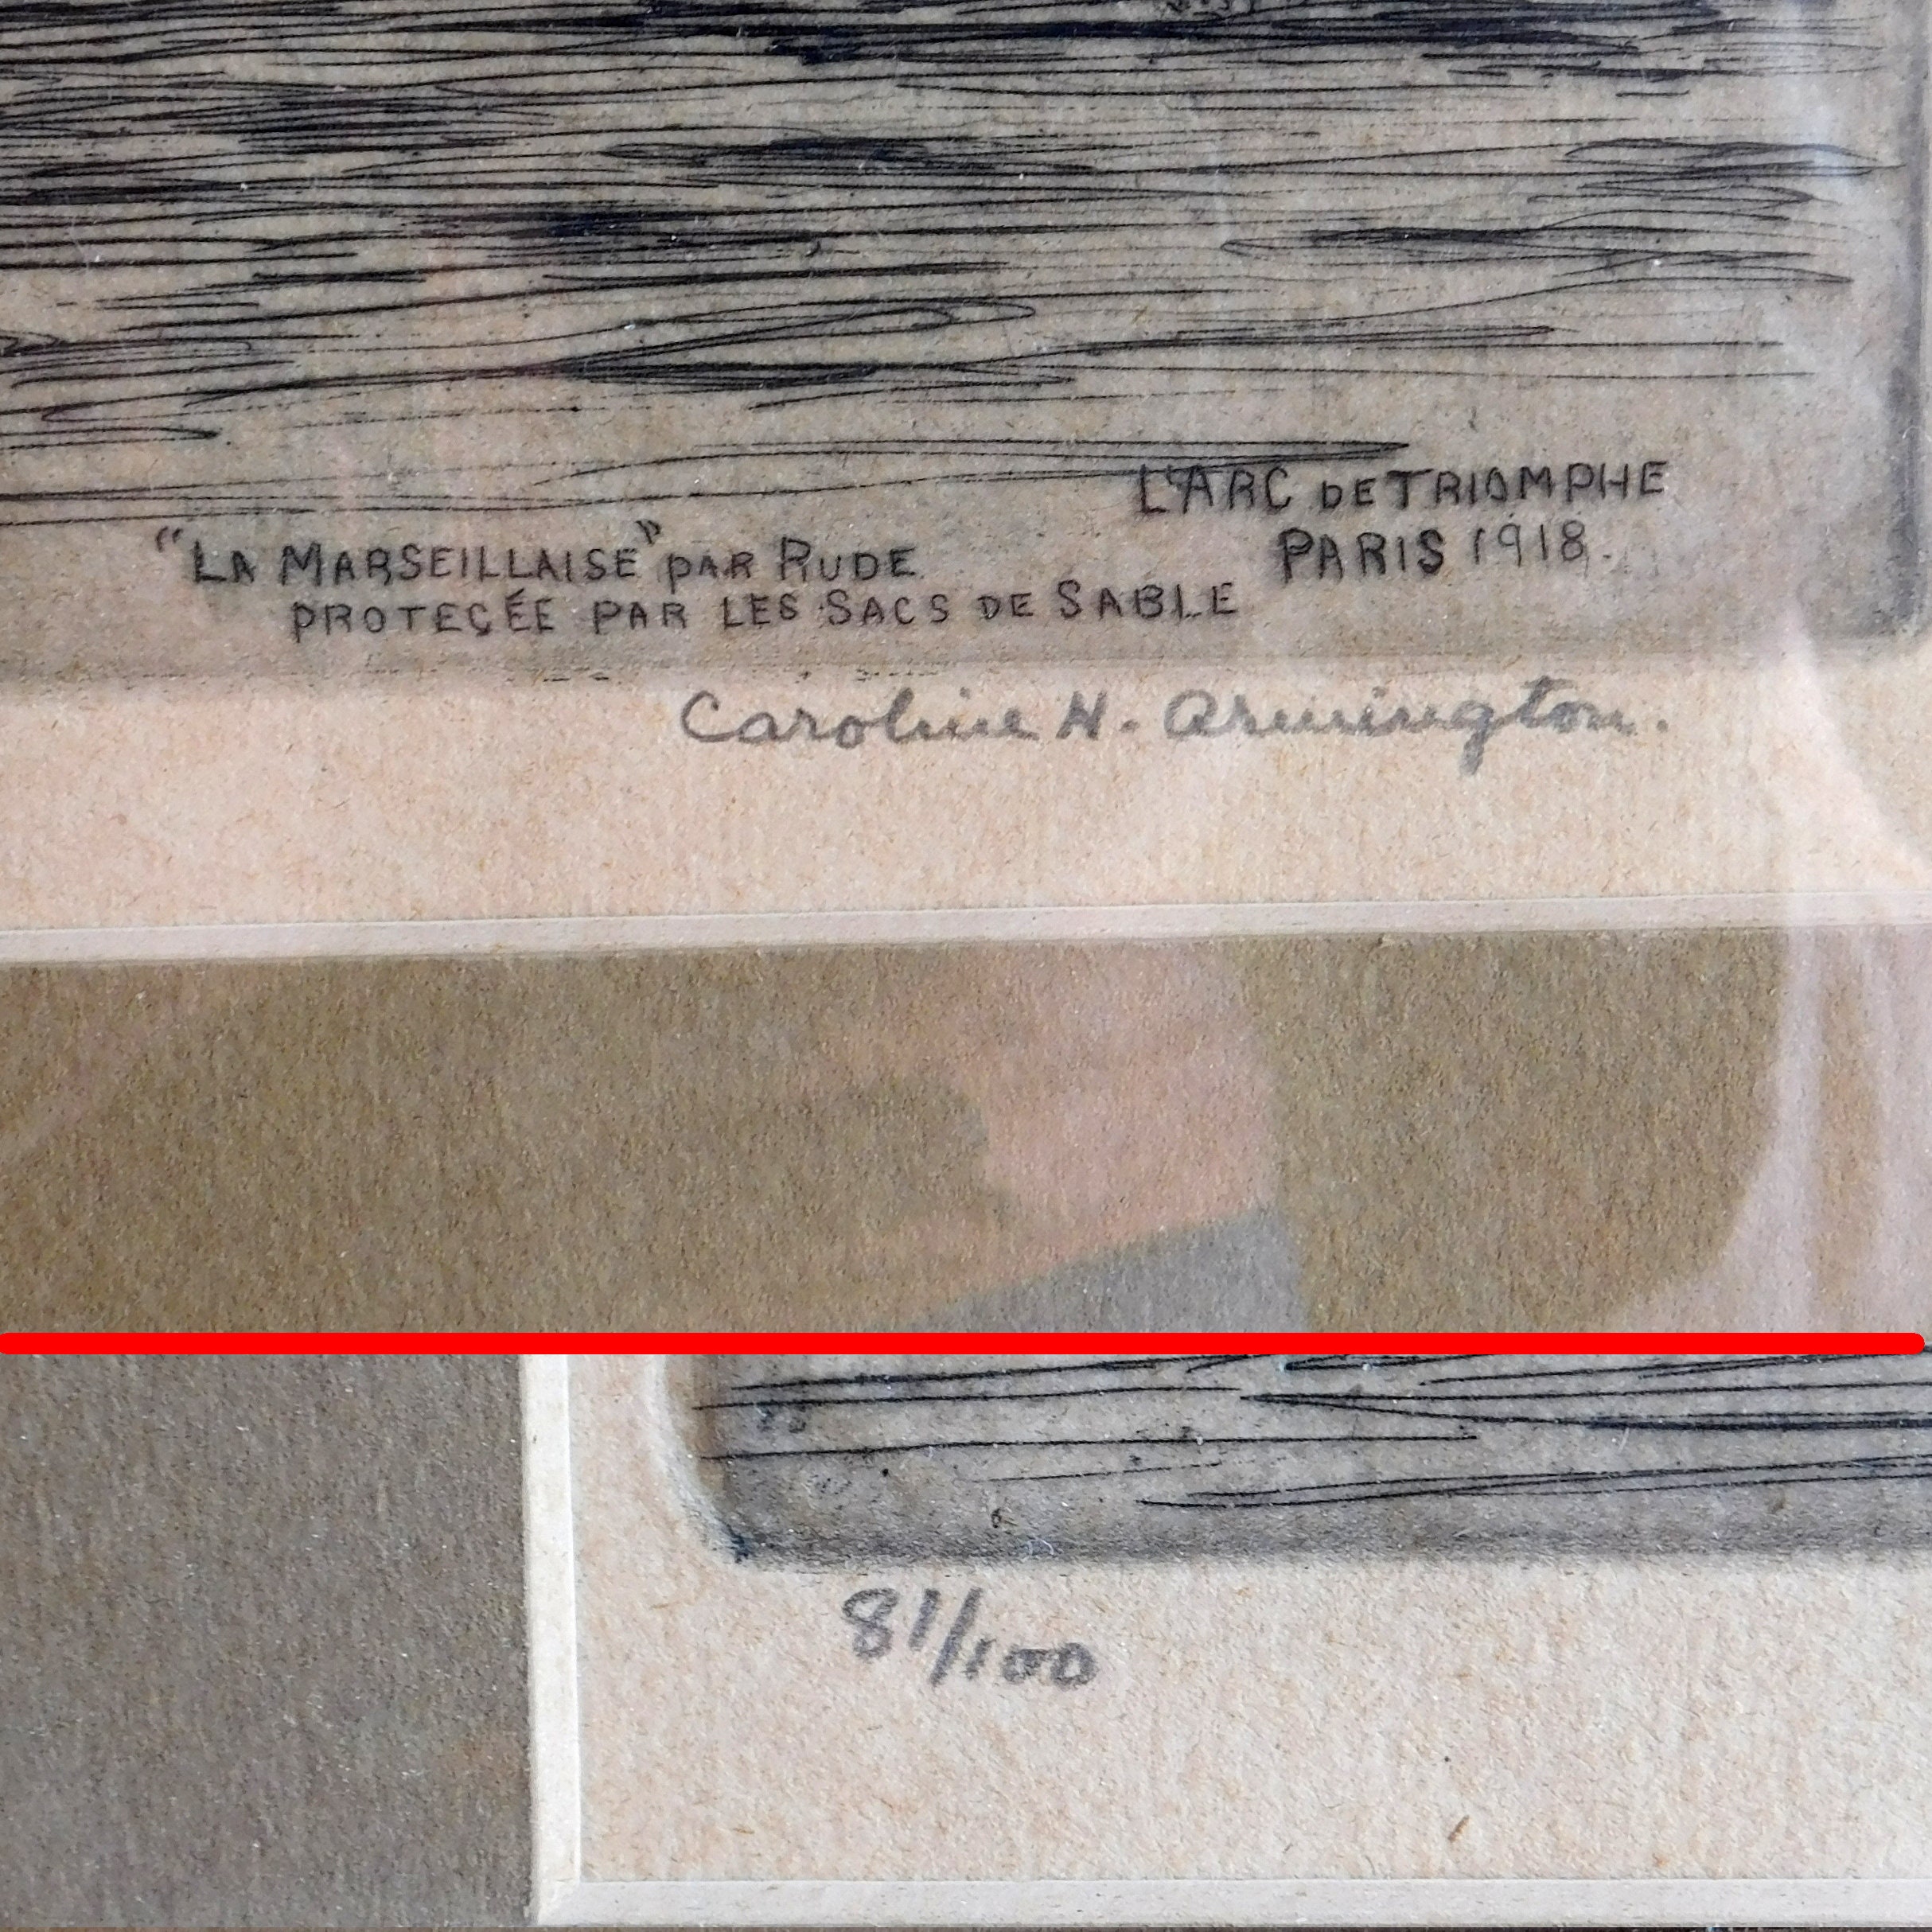 L'ARC DE TRIOMPHE
PARIS 1918.
"LA MARSEILLAISE" PAR RUDE
PROTEGÉE PAR LES SACS DE SABLE
Caroline H. Armington.
81/100